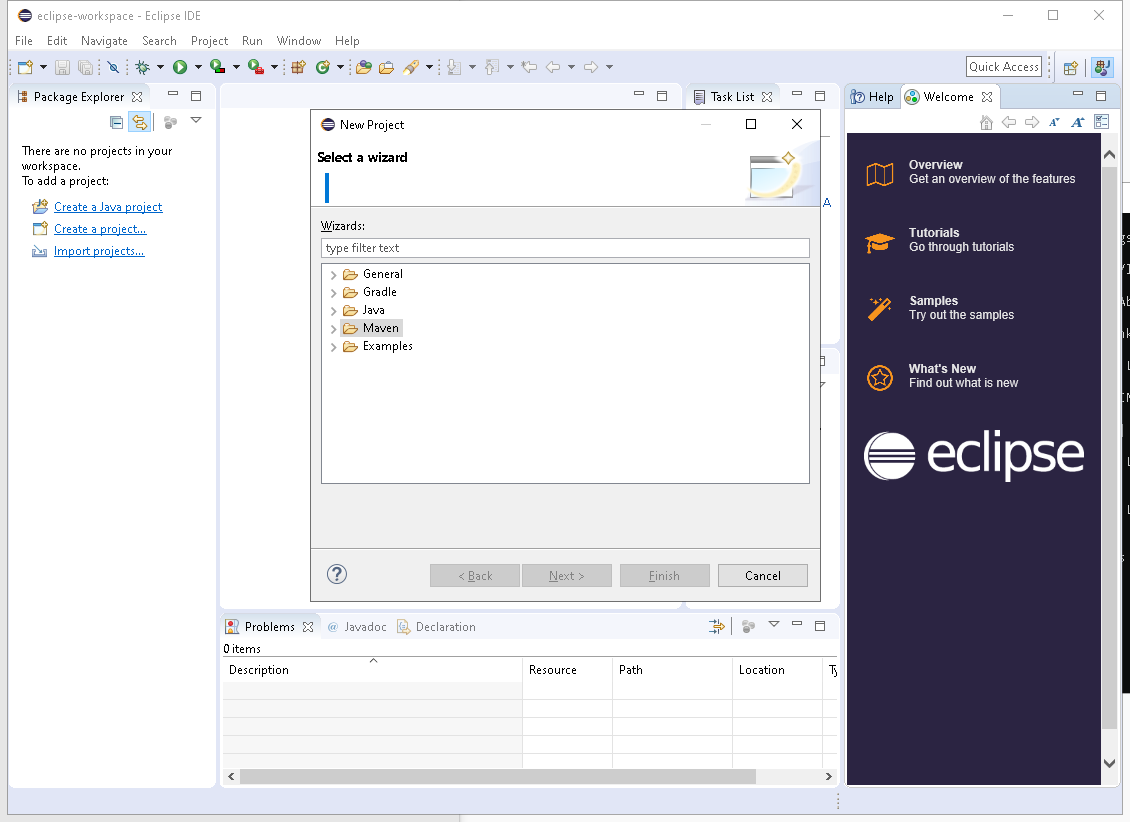 eclipse-workspace - Eclipse IDE
File Edit Navigate Search Project Run Window Help
Quick Access
Package Explorer
There are no projects in your
workspace.
To add a project:
Create a Java project
Create a project...
Import projects...
Task List
New Project
Select a wizard
Wizards:
type filter text
General
Gradle
Java
Maven
Examples
?
< Back
Next >
Finish
Cancel
A
Help
Welcome
A
A
Overview
Get an overview of the features
Tutorials
Go through tutorials
Samples
Try out the samples
What's New
Find out what is new
eclipse
Problems
@ Javadoc
Declaration
0 items
Description Resource Path Location Ty